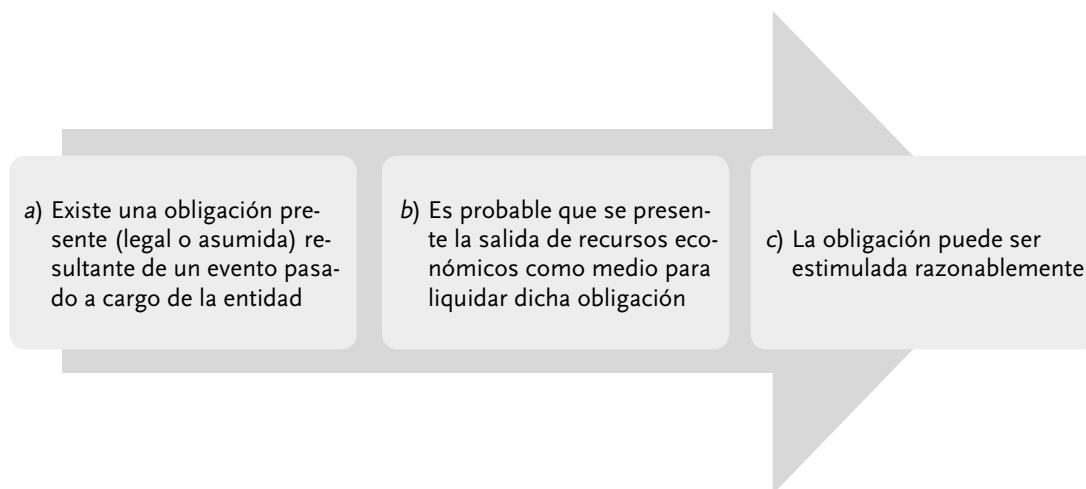 a) Existe una obligación pre-
sente (legal o asumida) re-
sultante de un evento pasa-
do a cargo de la entidad
b) Es probable que se presen-
te la salida de recursos eco-
nómicos como medio para
liquidar dicha obligación
c) La obligación puede ser
estimulada razonablemente